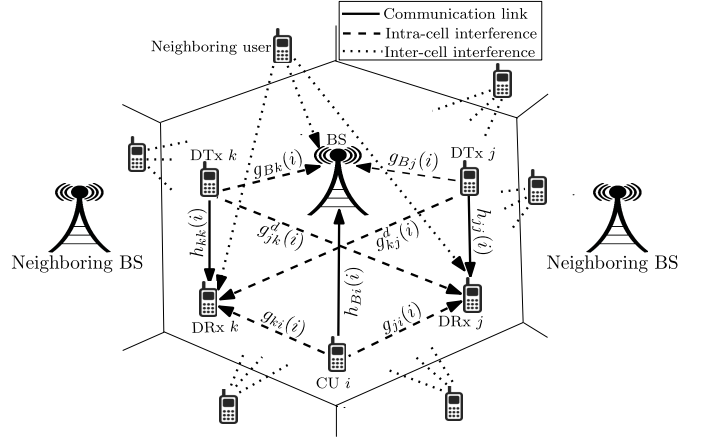 Communication link
Intra-cell interference
Inter-cell interference
Neighboring user
BS
DTx k
DTx j
g_{Bk}(i)
g_{Bj}(i)
h_{kk}(i)
g^d_{jk}(i)
g^d_{kj}(i)
h_{jj}(i)
Neighboring BS
Neighboring BS
h_{Bi}(i)
DRx k
DRx j
g_{ki}(i)
g_{ji}(i)
CU i